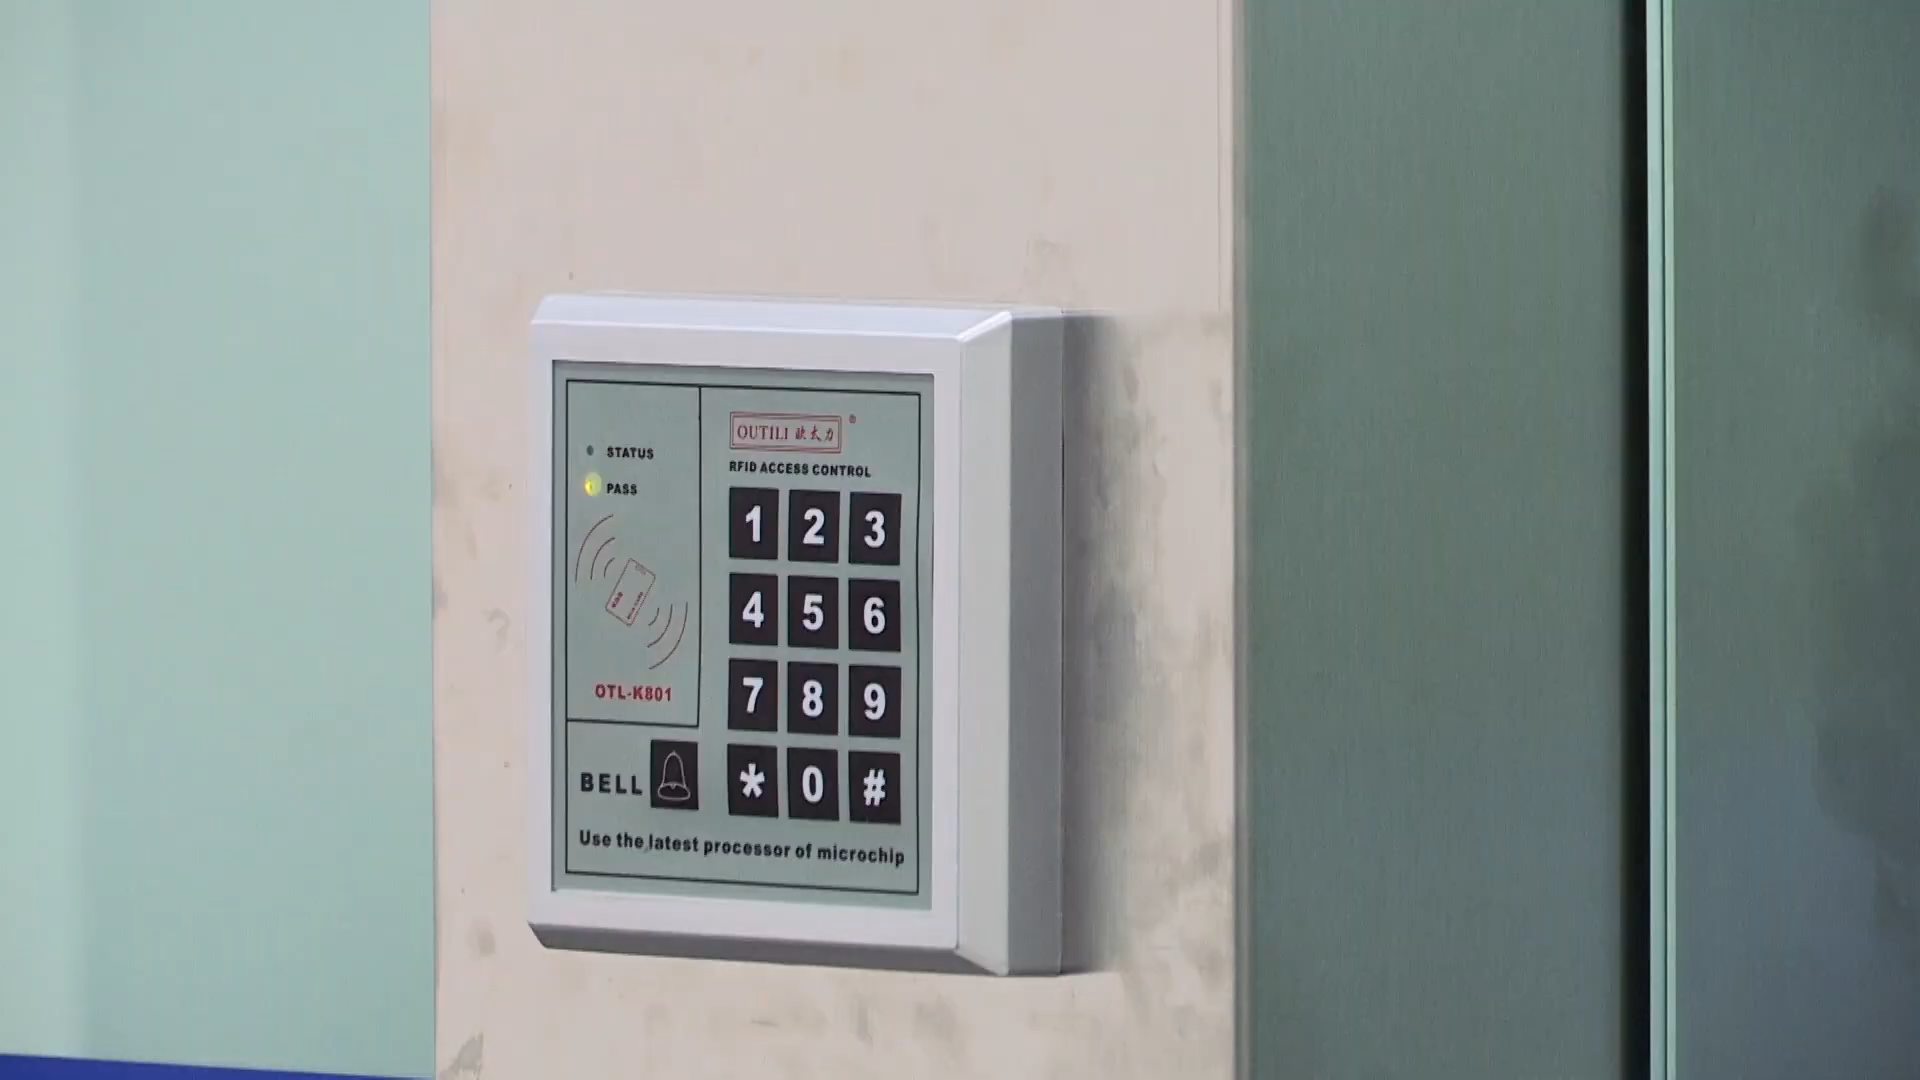 STATUS
PASS
OTL-K801
BELL
OUTILI 欧太力®
RFID ACCESS CONTROL
1 2 3
4 5 6
7 8 9
* 0 #
Use the latest processor of microchip